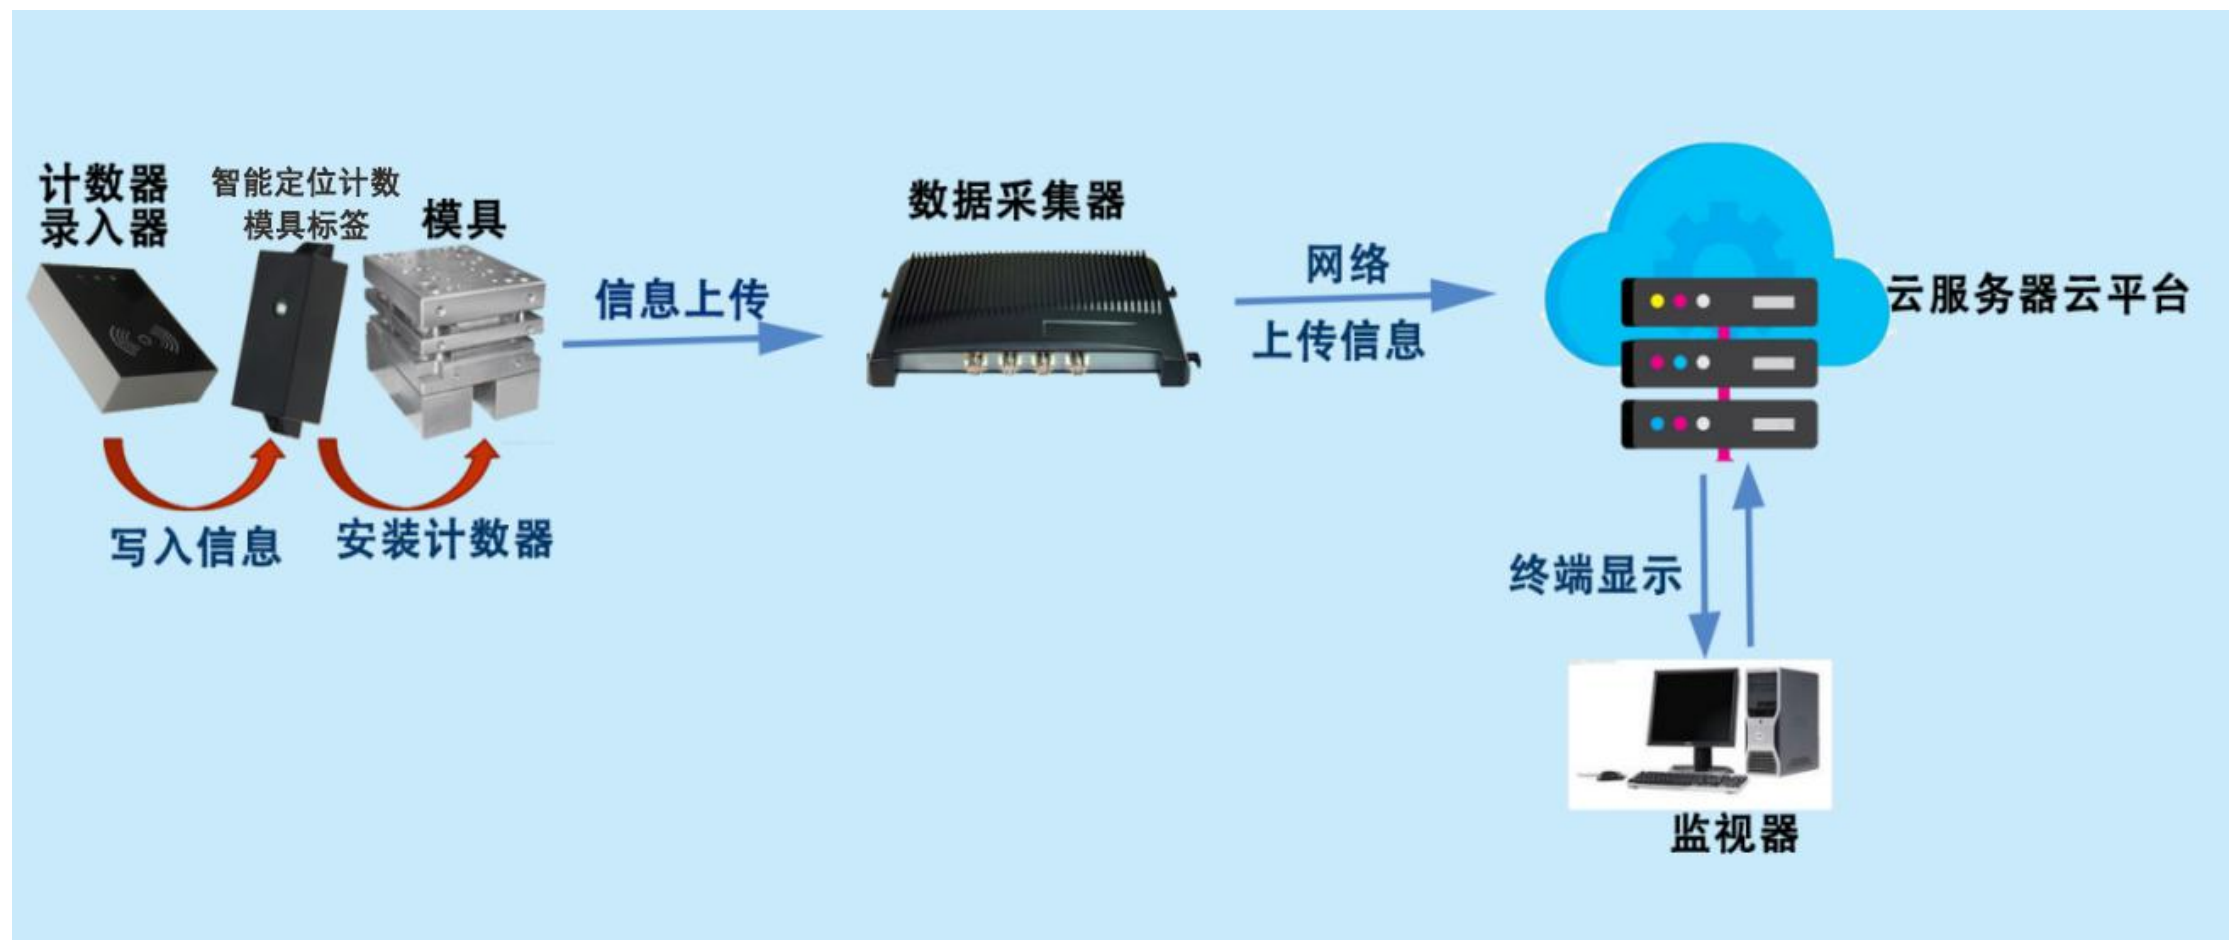 计数器
录入器
智能定位计数
模具标签
模具
数据采集器
信息上传
网络
上传信息
云服务器云平台
写入信息
安装计数器
终端显示
监视器